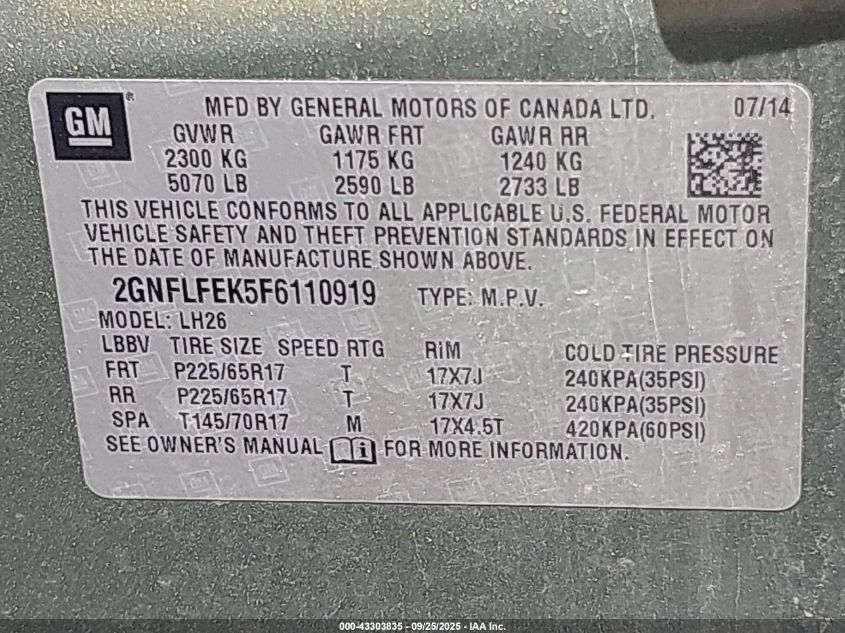 GM ® MFD BY GENERAL MOTORS OF CANADA LTD. 07/14
GVWR GAWR FRT GAWR RR
2300 KG 1175 KG 1240 KG
5070 LB 2590 LB 2733 LB
THIS VEHICLE CONFORMS TO ALL APPLICABLE U.S. FEDERAL MOTOR
VEHICLE SAFETY AND THEFT PREVENTION STANDARDS IN EFFECT ON
THE DATE OF MANUFACTURE SHOWN ABOVE.
2GNFLFEK5F6110919 TYPE: M.P.V.
MODEL: LH26
LBBV TIRE SIZE SPEED RTG RIM COLD TIRE PRESSURE
FRT P225/65R17 T 17X7J 240KPA(35PSI)
RR P225/65R17 T 17X7J 240KPA(35PSI)
SPA T145/70R17 M 17X4.5T 420KPA(60PSI)
SEE OWNER'S MANUAL i FOR MORE INFORMATION.
000-43303835 - 09/25/2025 - IAA Inc.